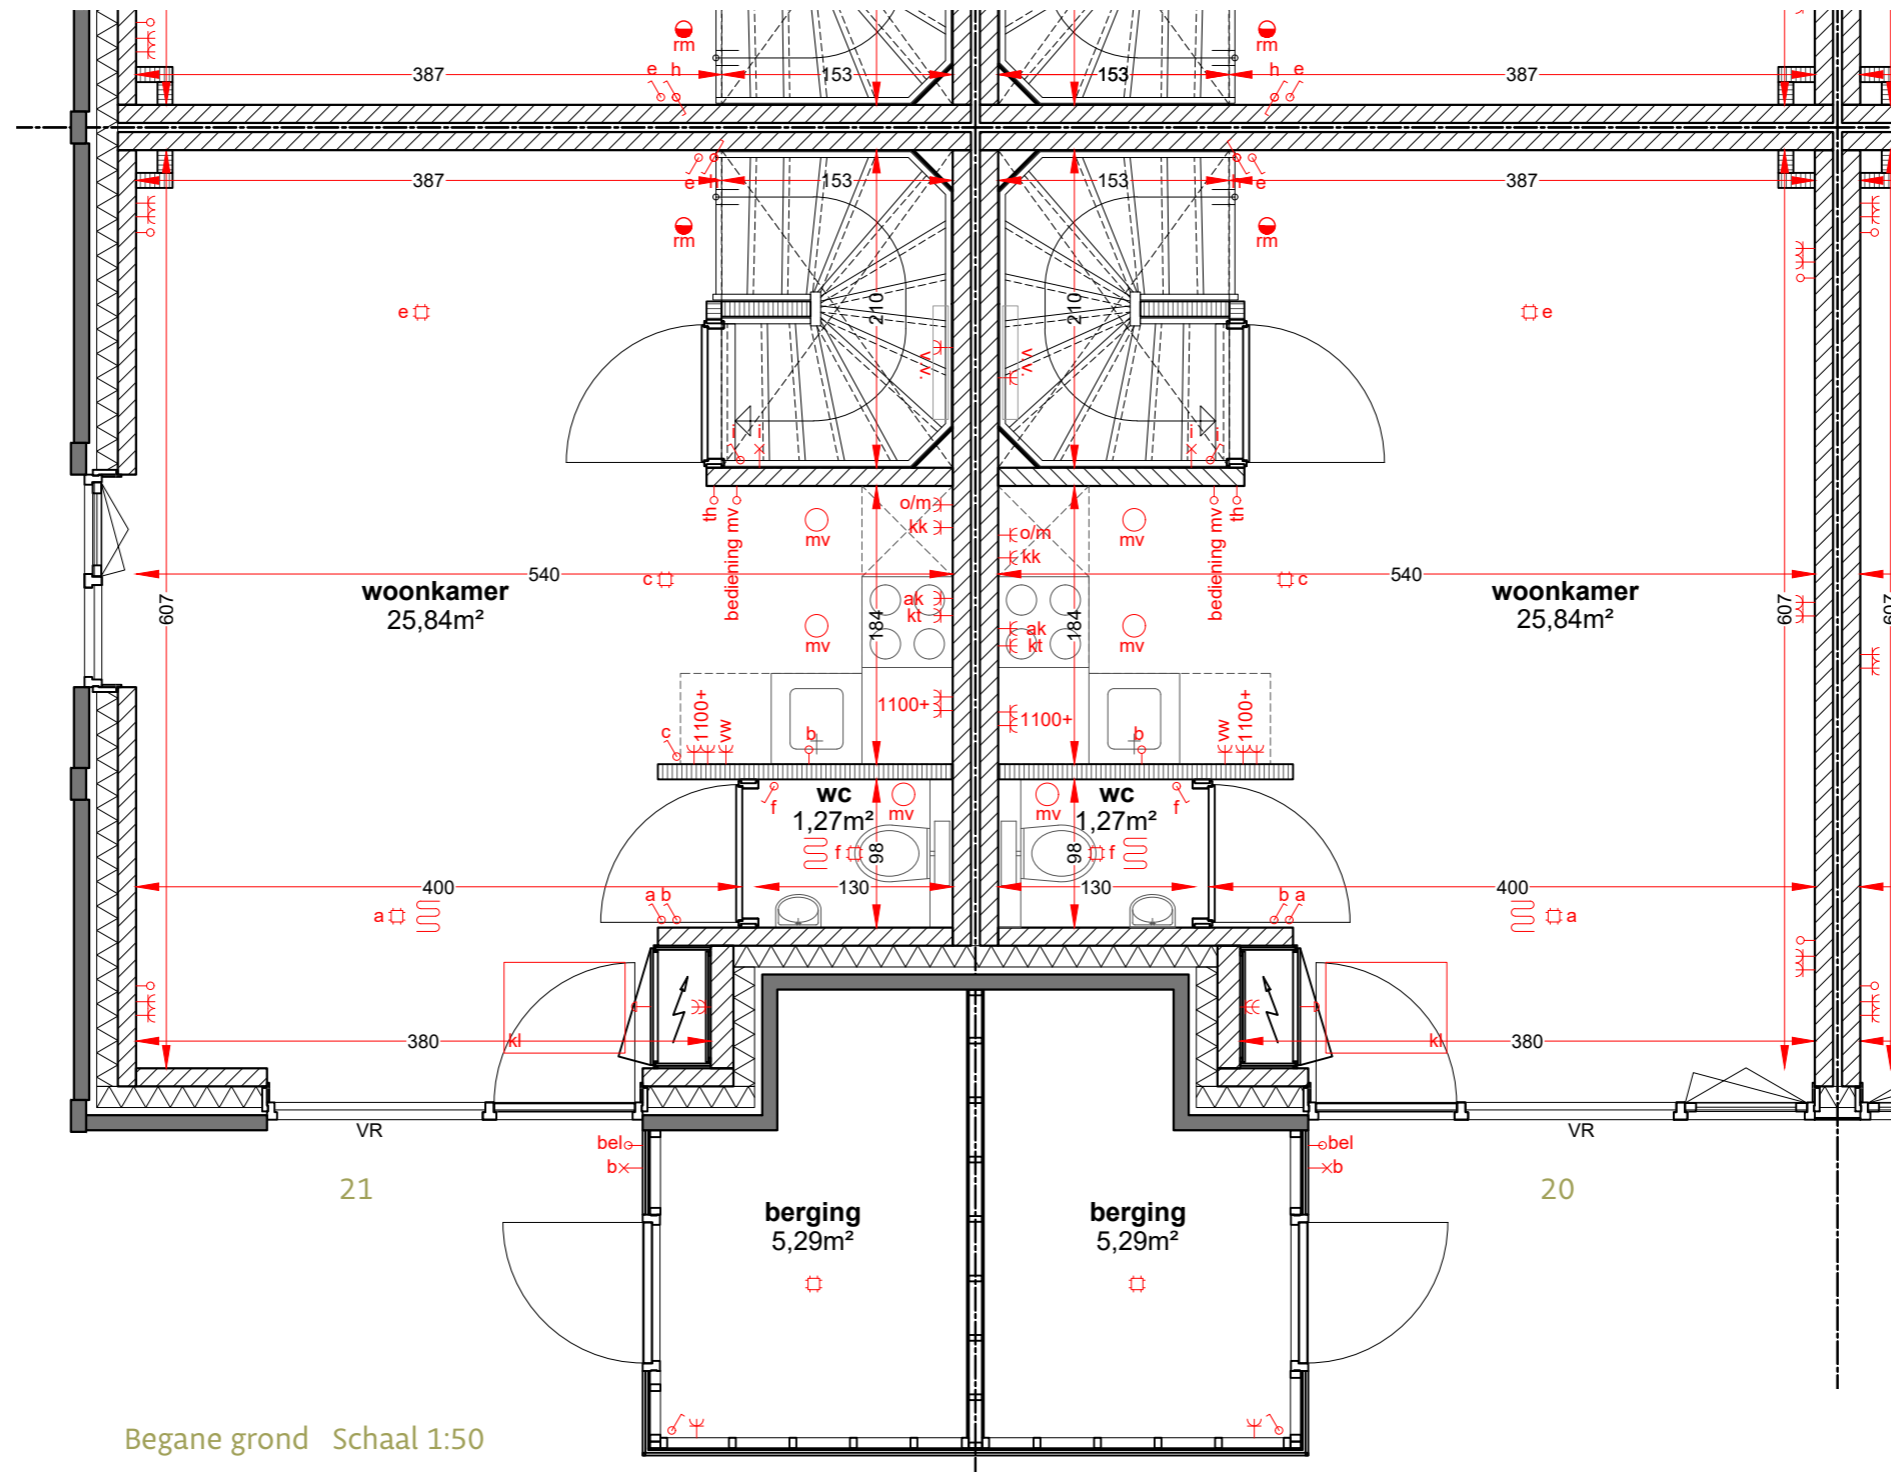 rm
rm
387
e h
153
153
h e
387
387
e h
153
153
h e
387
rm
rm
e
210
210
e
v.v.
v.v.
i i
i i
th
bediening mv
mv
o/m
kk
o/m
kk
mv
bediening mv
th
540
c
540
c
woonkamer
25,84m²
607
mv
ak
kt
184
ak
kt
184
mv
woonkamer
25,84m²
607
607
c
1100+
vw
b
1100+
1100+
b
vw
1100+
f
wc
1,27m²
mv
mv
wc
1,27m²
f
f
98
98
f
400
a b
130
130
b a
400
a
a
380
kl
kl
380
VR
VR
bel
b
bel
b
21
20
berging
5,29m²
berging
5,29m²
Begane grond Schaal 1:50